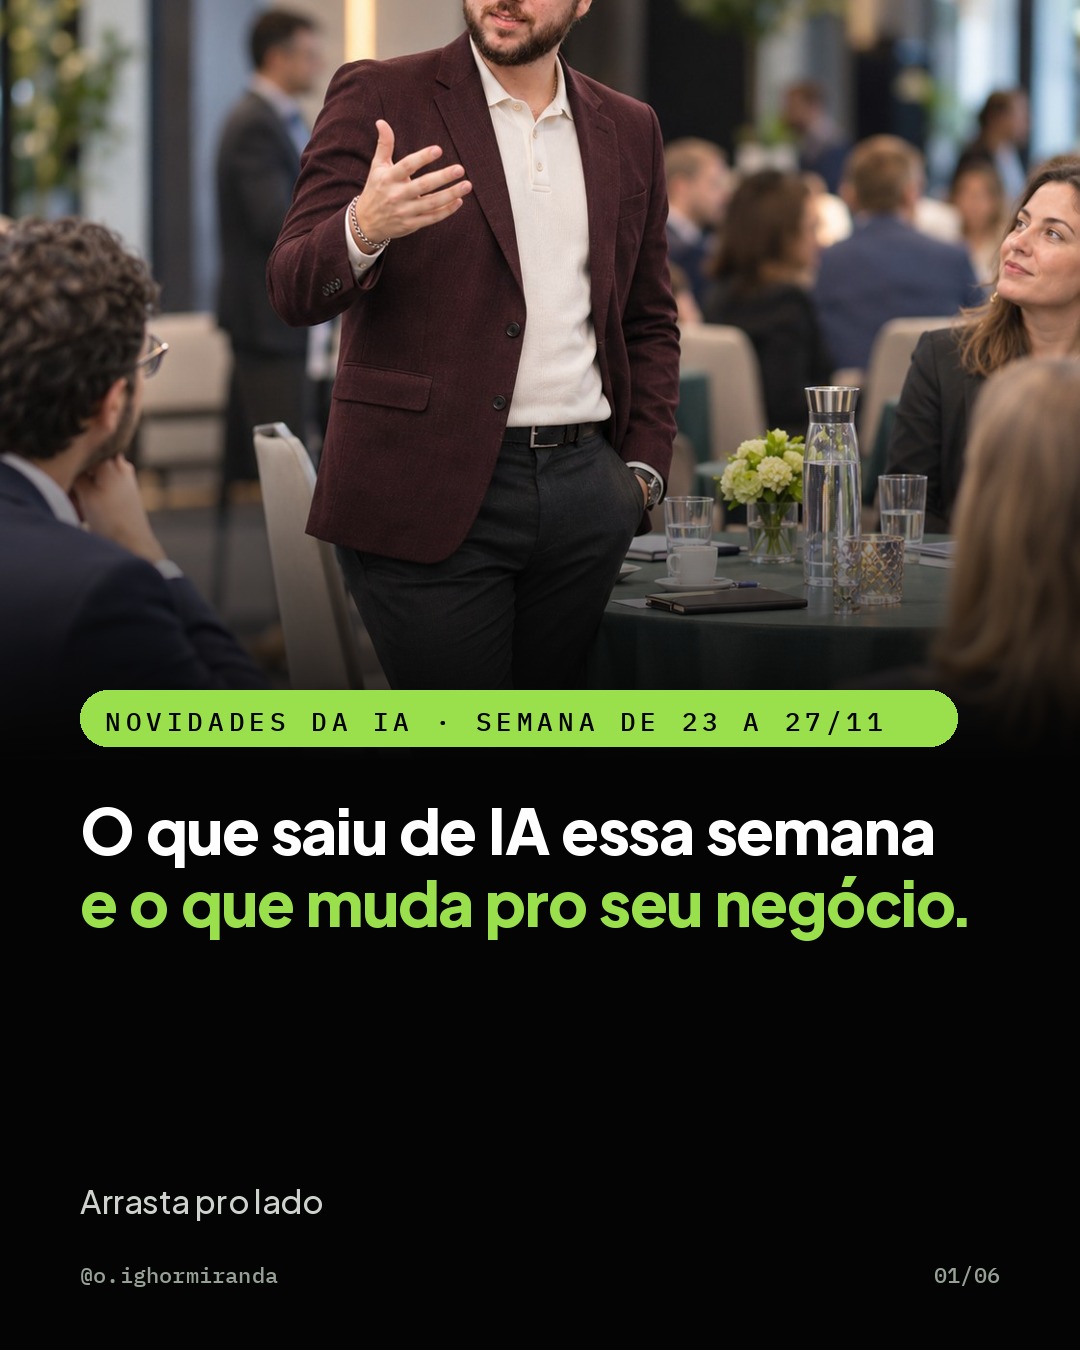 NOVIDADES DA IA · SEMANA DE 23 A 27/11
O que saiu de IA essa semana
e o que muda pro seu negócio.
Arrasta pro lado
@o.ighormiranda
01/06